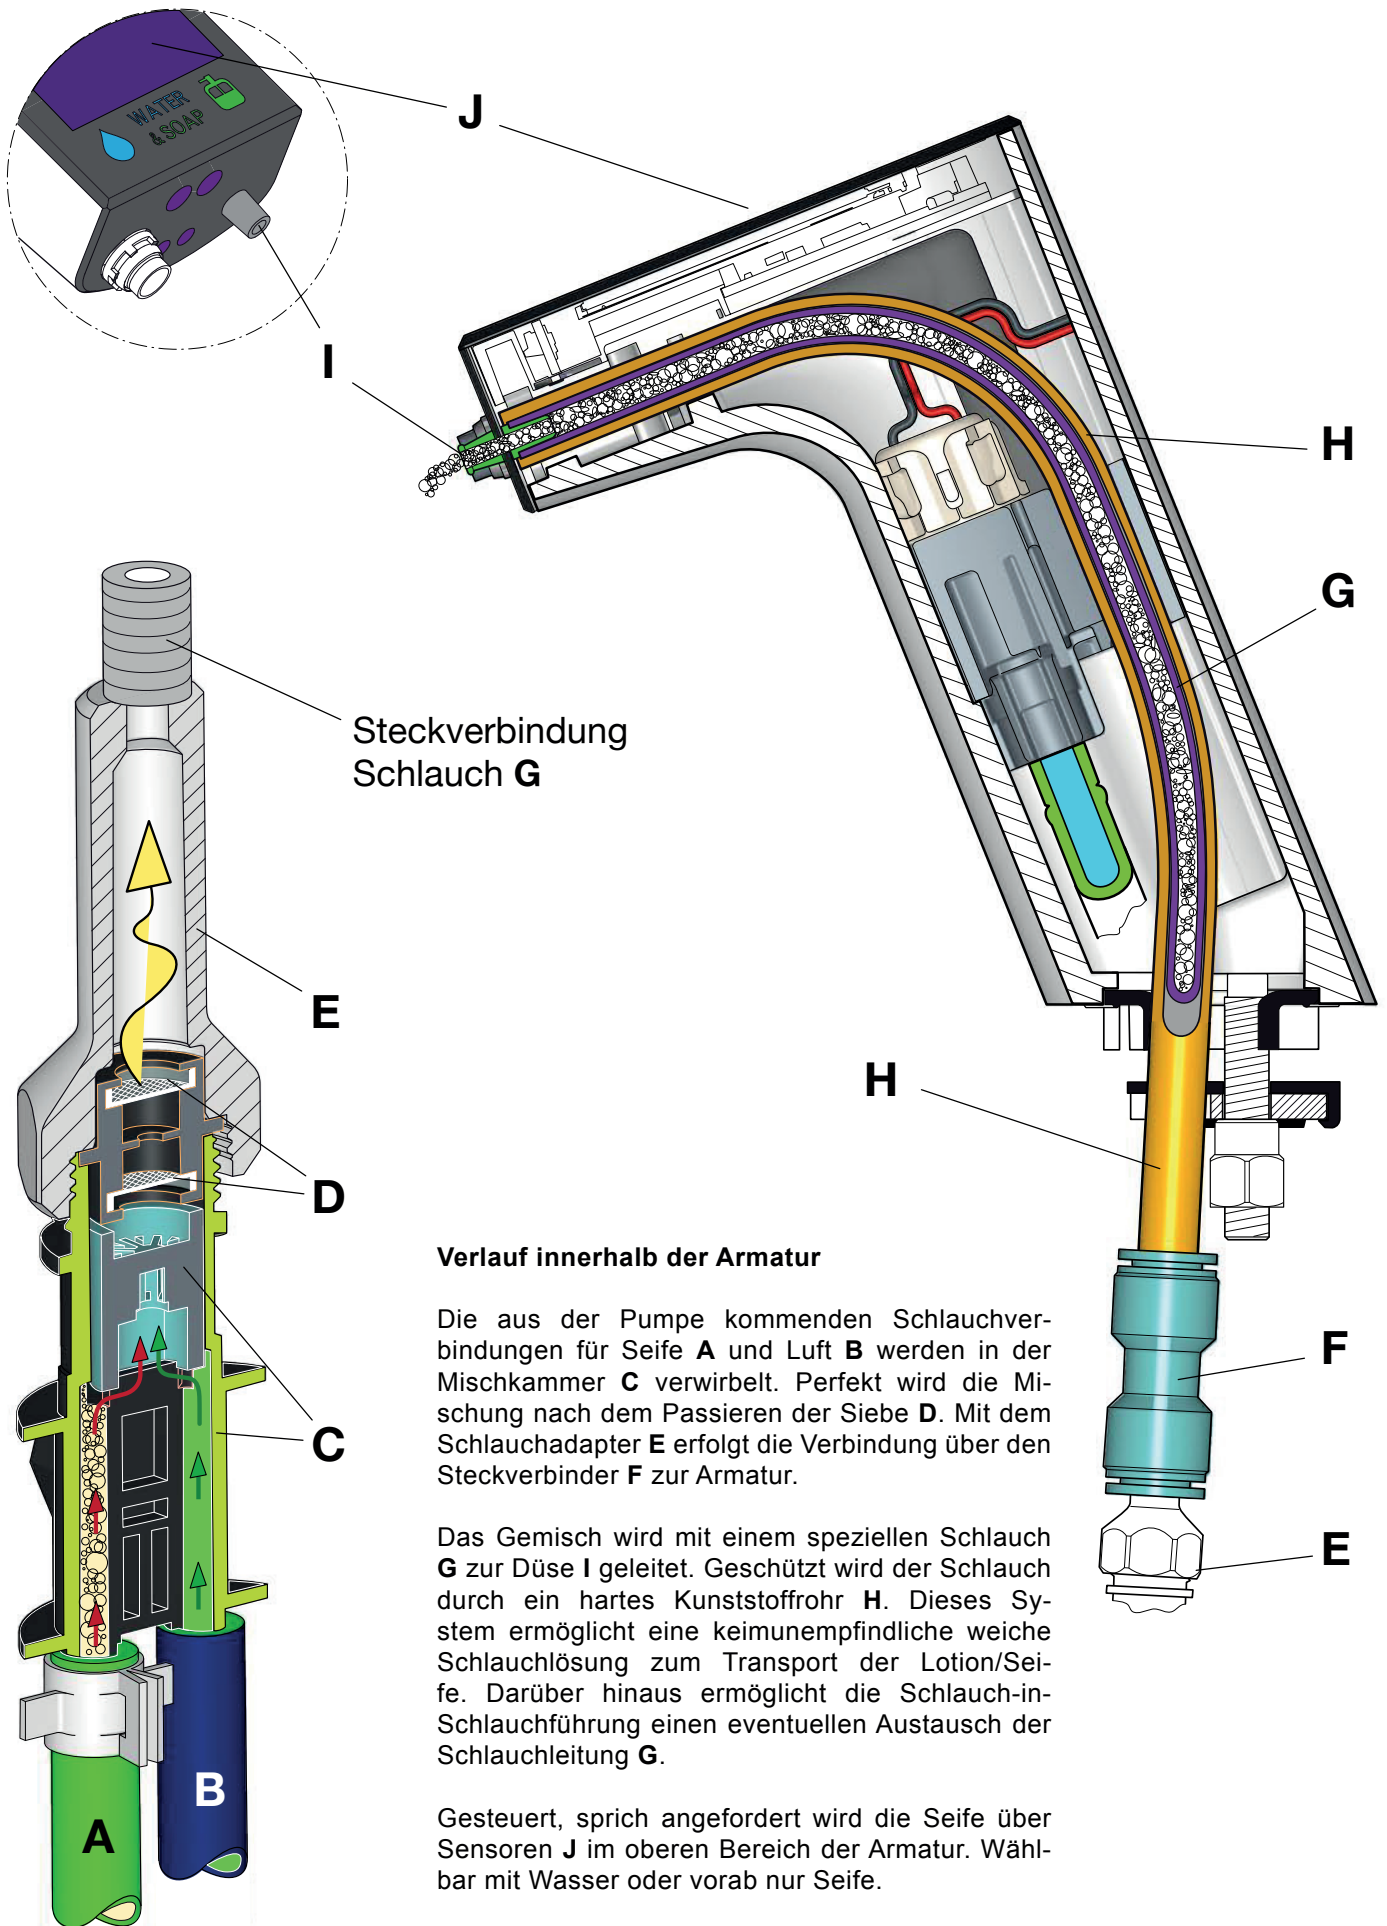 WATER
& SOAP
J
I
H
G
Steckverbindung
Schlauch G
E
H
D
F
C
E
B
A
Verlauf innerhalb der Armatur
Die aus der Pumpe kommenden Schlauchver-
bindungen für Seife A und Luft B werden in der
Mischkammer C verwirbelt. Perfekt wird die Mi-
schung nach dem Passieren der Siebe D. Mit dem
Schlauchadapter E erfolgt die Verbindung über den
Steckverbinder F zur Armatur.
Das Gemisch wird mit einem speziellen Schlauch
G zur Düse I geleitet. Geschützt wird der Schlauch
durch ein hartes Kunststoffrohr H. Dieses Sy-
stem ermöglicht eine keimunempfindliche weiche
Schlauchlösung zum Transport der Lotion/Sei-
fe. Darüber hinaus ermöglicht die Schlauch-in-
Schlauchführung einen eventuellen Austausch der
Schlauchleitung G.
Gesteuert, sprich angefordert wird die Seife über
Sensoren J im oberen Bereich der Armatur. Wähl-
bar mit Wasser oder vorab nur Seife.